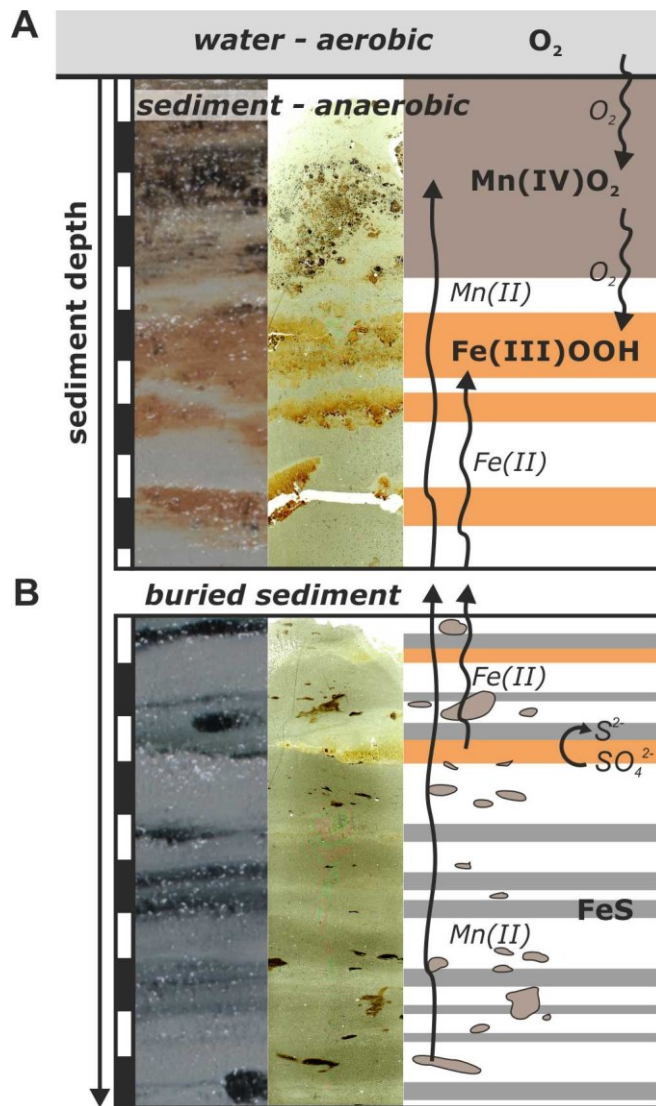 A
water - aerobic O₂
sediment - anaerobic
O₂
Mn(IV)O₂
O₂
Mn(II)
Fe(III)OOH
Fe(II)
sediment depth
B
buried sediment
Fe(II)
S²⁻
SO₄²⁻
FeS
Mn(II)